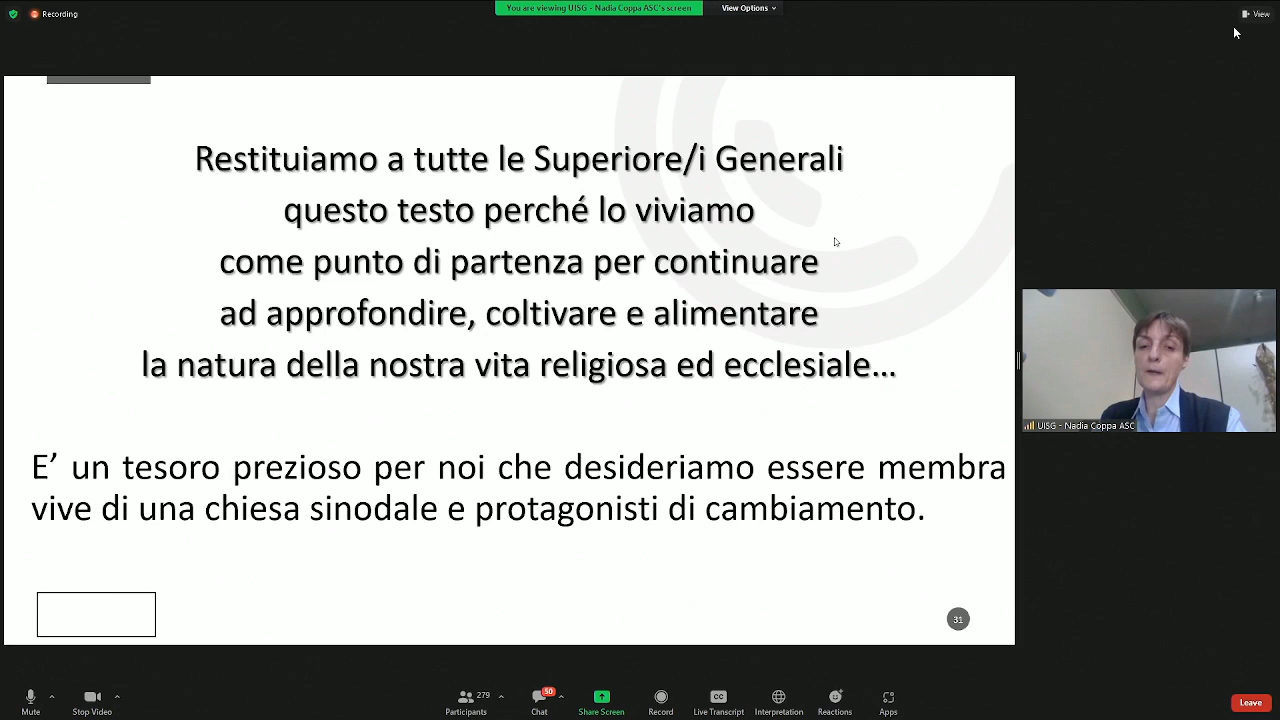 Recording
You are viewing UISG - Nadia Coppa ASC's screen
View Options
View
Restituiamo a tutte le Superiore/i Generali
questo testo perché lo viviamo
come punto di partenza per continuare
ad approfondire, coltivare e alimentare
la natura della nostra vita religiosa ed ecclesiale…
E’ un tesoro prezioso per noi che desideriamo essere membra
vive di una chiesa sinodale e protagonisti di cambiamento.
31
UISG - Nadia Coppa ASC
Mute
Stop Video
279
Participants
50
Chat
Share Screen
Record
CC
Live Transcript
Interpretation
Reactions
Apps
Leave